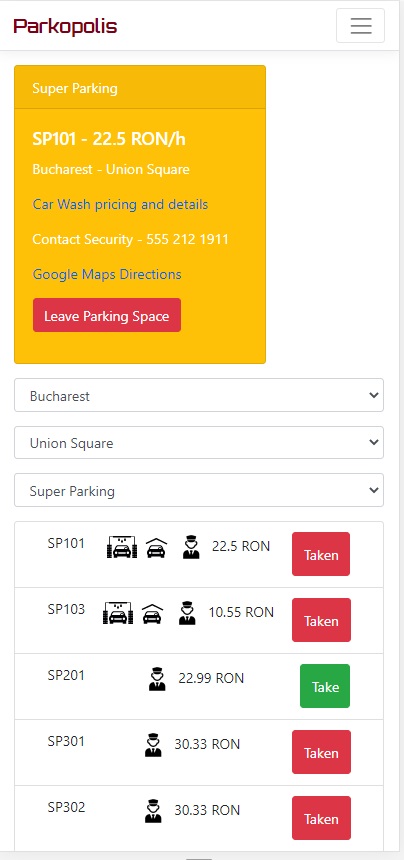 Parkopolis
Super Parking
SP101 - 22.5 RON/h
Bucharest - Union Square
Car Wash pricing and details
Contact Security - 555 212 1911
Google Maps Directions
Leave Parking Space
Bucharest
Union Square
Super Parking
SP101 22.5 RON Taken
SP103 10.55 RON Taken
SP201 22.99 RON Take
SP301 30.33 RON Taken
SP302 30.33 RON Taken